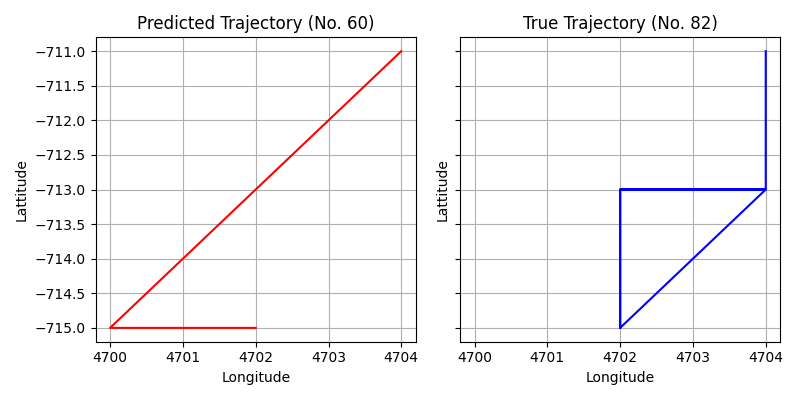 Predicted Trajectory (No. 60)
True Trajectory (No. 82)
−711.0
−711.5
−712.0
−712.5
−713.0
−713.5
−714.0
−714.5
−715.0
Lattitude
Lattitude
4700 4701 4702 4703 4704
4700 4701 4702 4703 4704
Longitude
Longitude